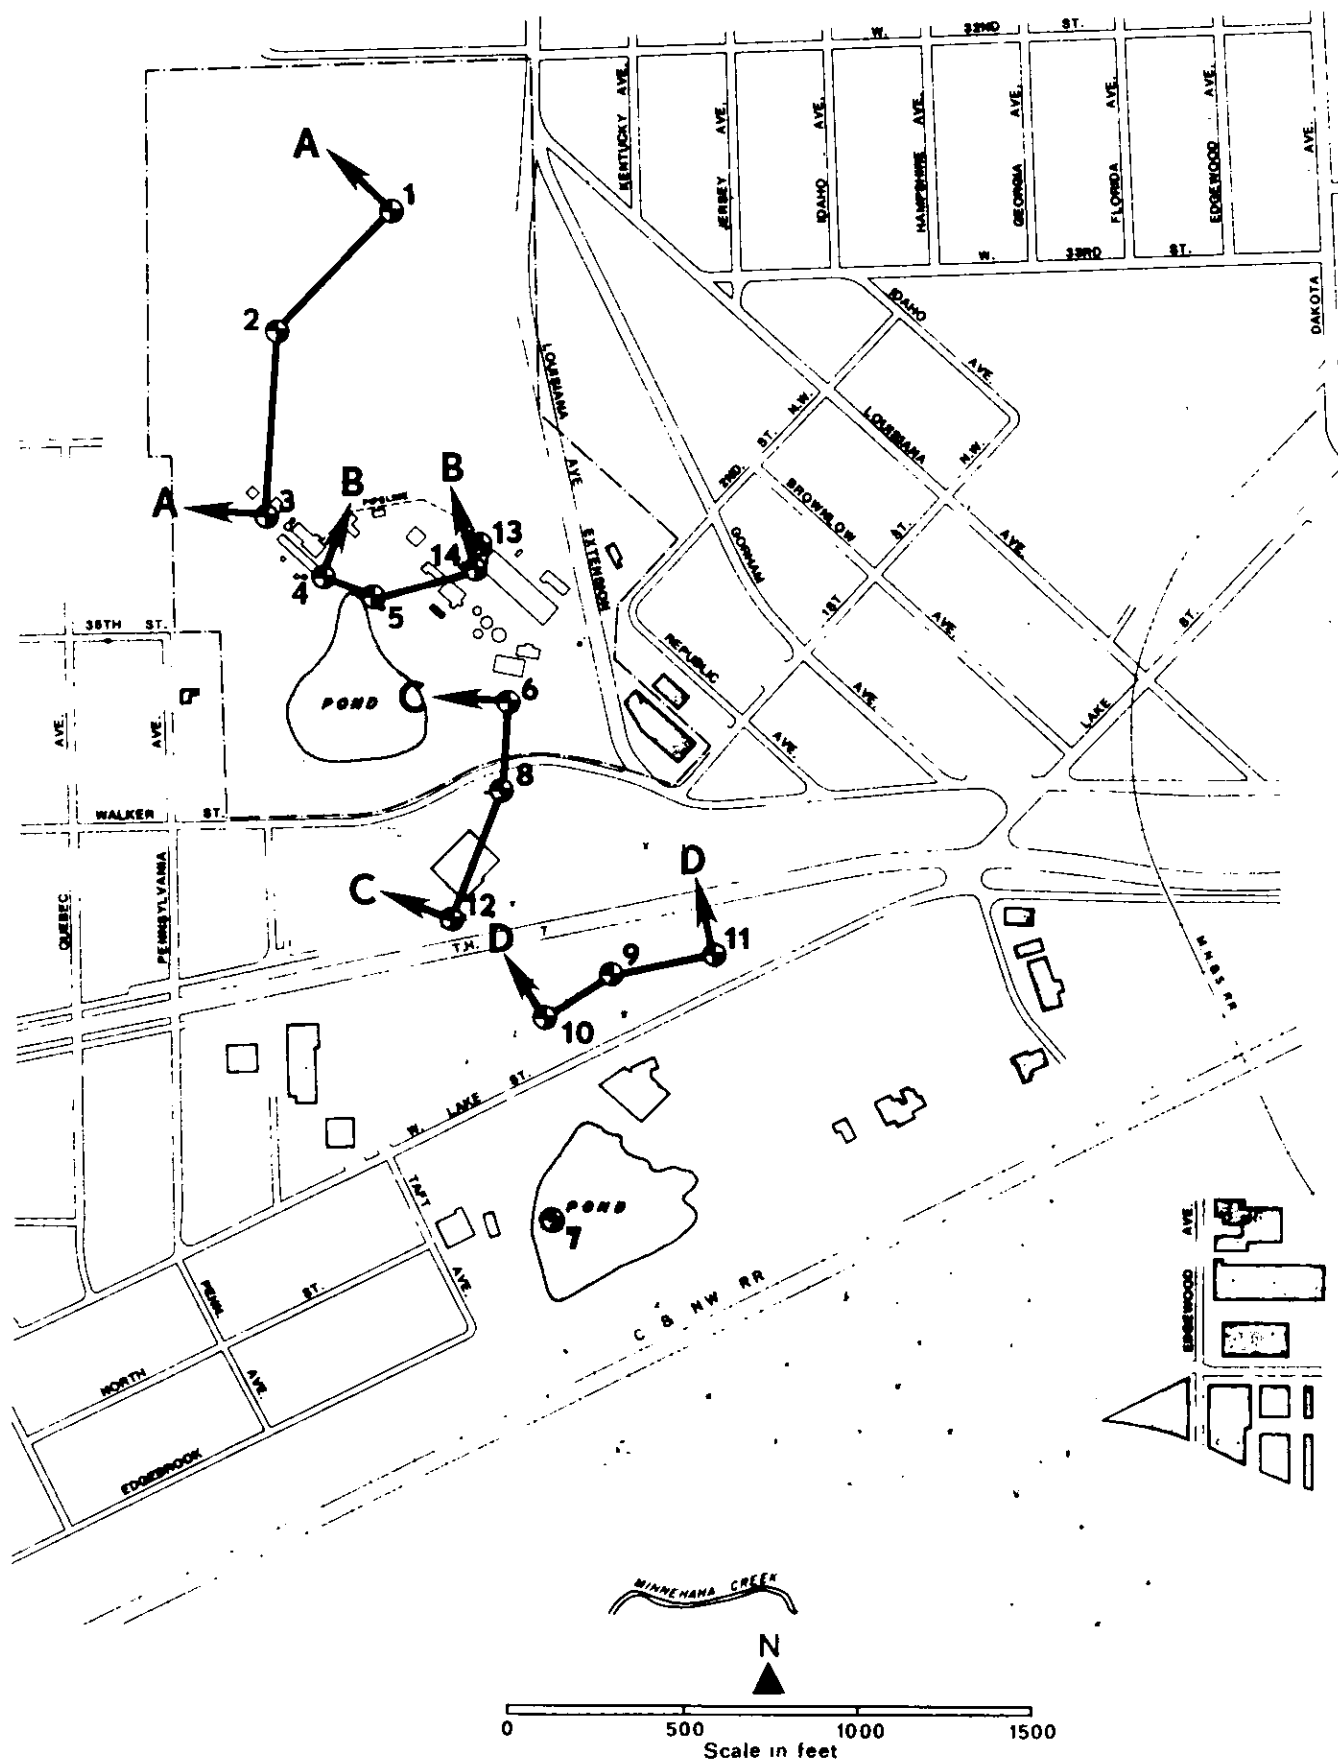 W. 32ND ST.
KENTUCKY AVE.
JERSEY AVE.
IDAHO AVE.
HAMPSHIRE AVE.
GEORGIA AVE.
FLORIDA AVE.
EDGEWOOD AVE.
AVE.
DAKOTA
A
1
W. 33RD ST.
2
IDAHO AVE.
LOUISIANA AVE EXTENSION
LOUISIANA AVE.
2ND. ST. N.W.
BROWNLOW AVE.
1ST ST. N.W.
GORHAM AVE.
REPUBLIC AVE.
LAKE ST.
A
3
B
PIPELINE
B
13
14
4
5
35TH ST.
POND
C
6
AVE.
AVE.
8
WALKER ST.
QUEBEC
PENNSYLVANIA
C
12
D
T.H. 7
D
9
11
10
M.N.&S RR
W. LAKE ST.
TAFT AVE.
POND
7
PENN. AVE.
NORTH ST.
EDGEBROOK
C & NW RR
EDGEWOOD AVE.
MINNEHAHA CREEK
N
0 500 1000 1500
Scale in feet